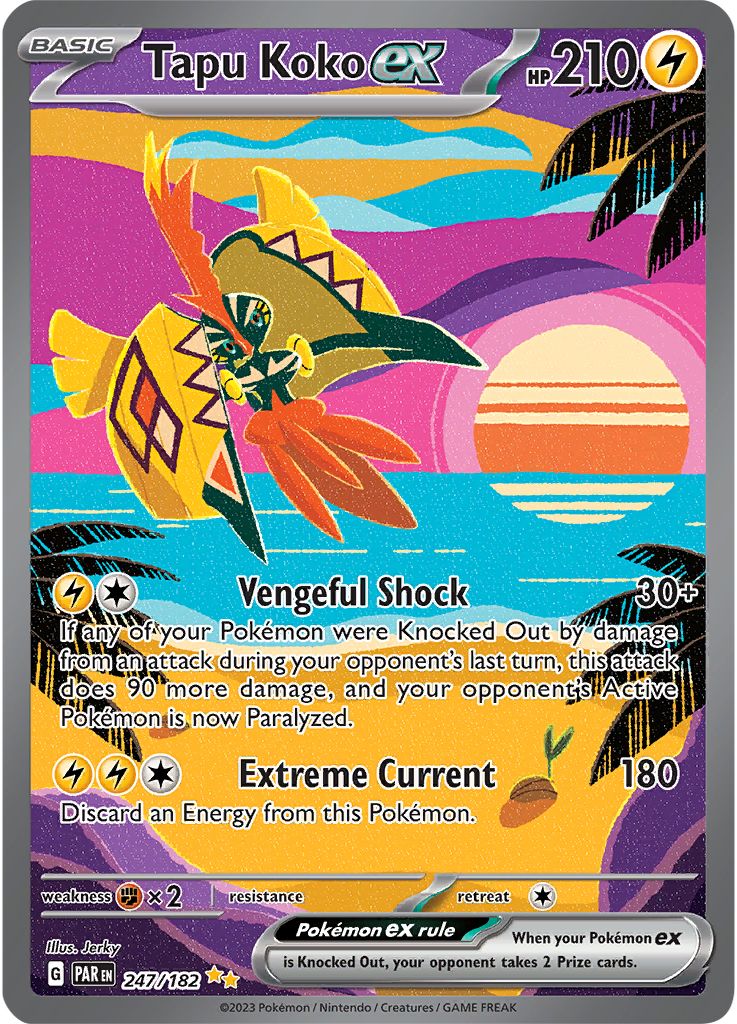 BASIC Tapu Koko ex HP 210
Vengeful Shock 30+
If any of your Pokémon were Knocked Out by damage
from an attack during your opponent's last turn, this attack
does 90 more damage, and your opponent's Active
Pokémon is now Paralyzed.
Extreme Current 180
Discard an Energy from this Pokémon.
weakness ×2 resistance retreat
Illus. Jerky
Pokémon ex rule When your Pokémon ex
is Knocked Out, your opponent takes 2 Prize cards.
G PAR EN 247/182
©2023 Pokémon / Nintendo / Creatures / GAME FREAK